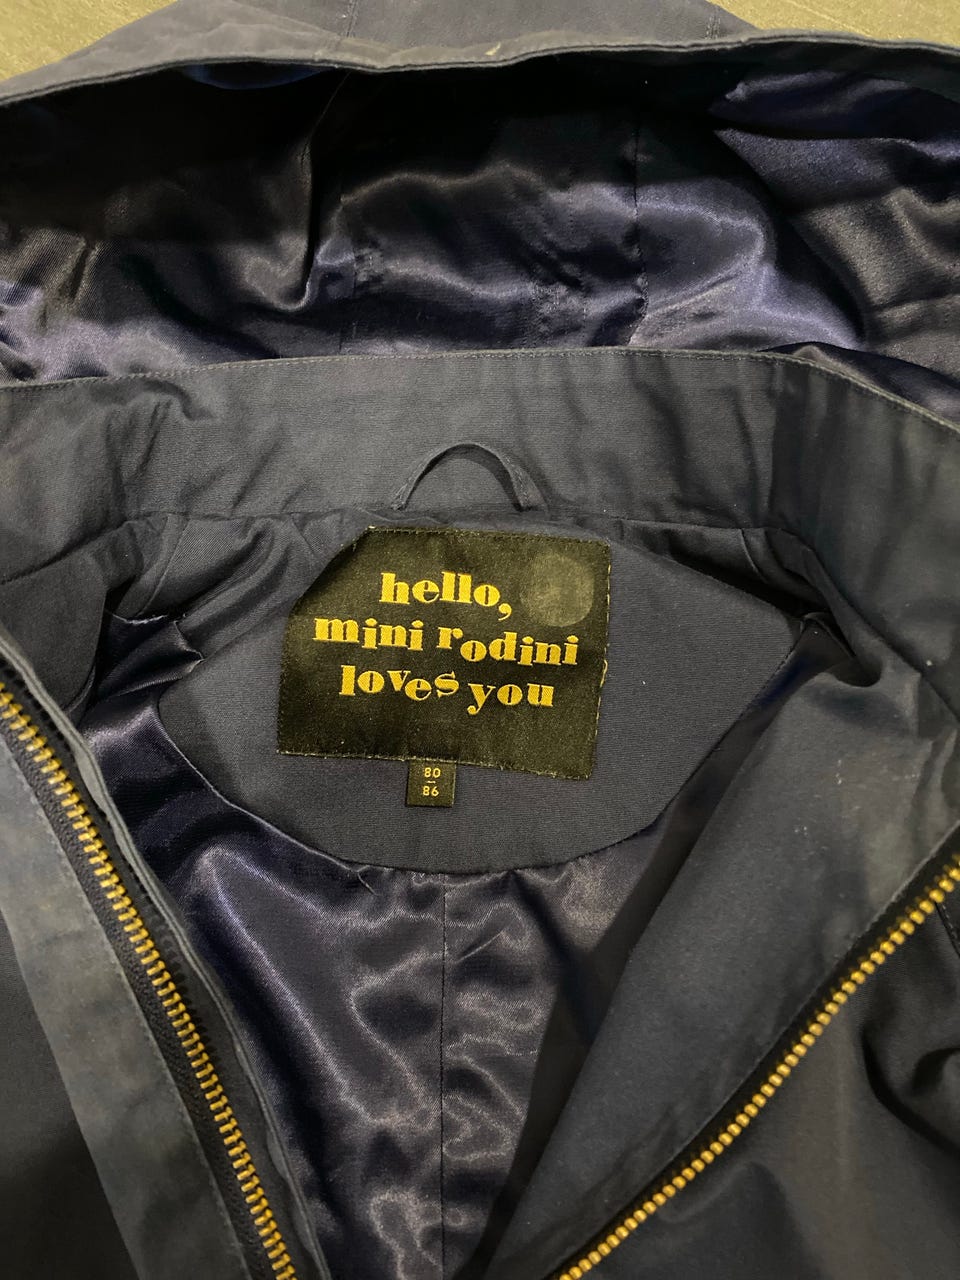 hello,
mini rodini
loves you
80
86